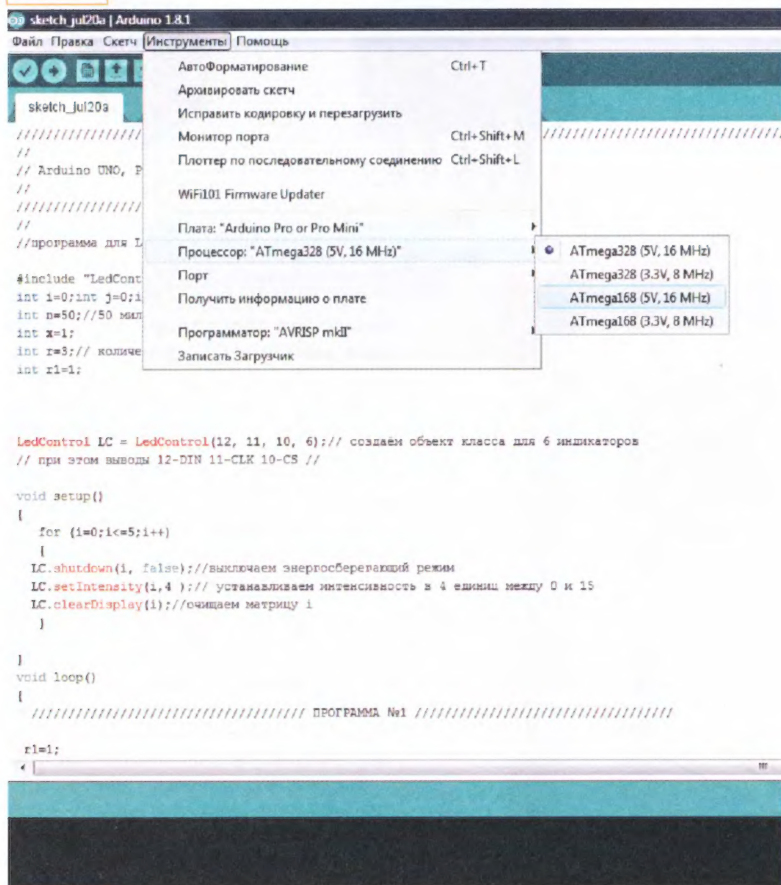 sketch_jul20a | Arduino 1.8.1
Файл Правка Скетч Инструменты Помощь
АвтоФорматирование Ctrl+T
Архивировать скетч
Исправить кодировку и перезагрузить
Монитор порта Ctrl+Shift+M
Плоттер по последовательному соединению Ctrl+Shift+L
WiFi101 Firmware Updater
Плата: "Arduino Pro or Pro Mini"
Процессор: "ATmega328 (5V, 16 MHz)"
Порт
Получить информацию о плате
Программатор: "AVRISP mkII"
Записать Загрузчик
ATmega328 (5V, 16 MHz)
ATmega328 (3.3V, 8 MHz)
ATmega168 (5V, 16 MHz)
ATmega168 (3.3V, 8 MHz)
sketch_jul20a
//
// Arduino UNO, P
//
//
//программа для L
#include "LedCont
int i=0;int j=0;i
int n=50;//50 мил
int x=1;
int r=3;// количе
int r1=1;
LedControl LC = LedControl(12, 11, 10, 6);// создаём объект класса для 6 индикаторов
// при этом выводы 12-DIN 11-CLK 10-CS //
void setup()
{
for (i=0;i<=5;i++)
{
LC.shutdown(i, false);//выключаем энергосберегающий режим
LC.setIntensity(i,4 );// устанавливаем интенсивность в 4 единиц между 0 и 15
LC.clearDisplay(i);//очищаем матрицу i
}
}
void loop()
{
//////////////////////////////////// ПРОГРАММА №1 ////////////////////////////////////
r1=1;